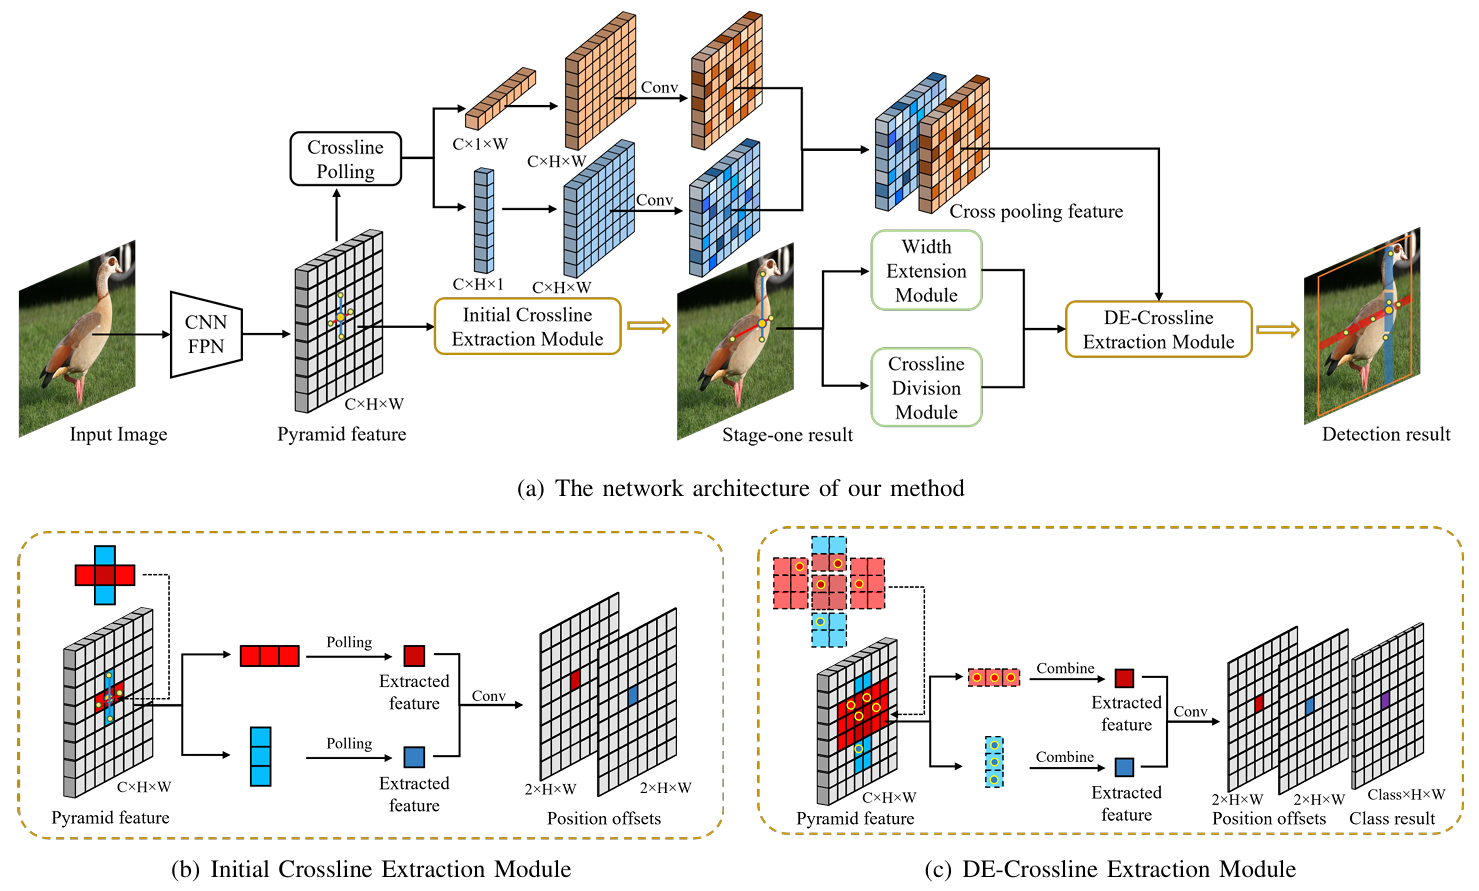 Crossline
Polling
C×1×W
C×H×W
Conv
C×H×1
C×H×W
Conv
Cross pooling feature
CNN
FPN
C×H×W
Input Image
Pyramid feature
Initial Crossline
Extraction Module
Stage-one result
Width
Extension
Module
Crossline
Division
Module
DE-Crossline
Extraction Module
Detection result
(a) The network architecture of our method
Polling
Extracted
feature
Polling
Extracted
feature
Conv
C×H×W
Pyramid feature
2×H×W
2×H×W
Position offsets
(b) Initial Crossline Extraction Module
Combine
Extracted
feature
Combine
Extracted
feature
Conv
C×H×W
Pyramid feature
2×H×W
2×H×W
Class×H×W
Position offsets
Class result
(c) DE-Crossline Extraction Module